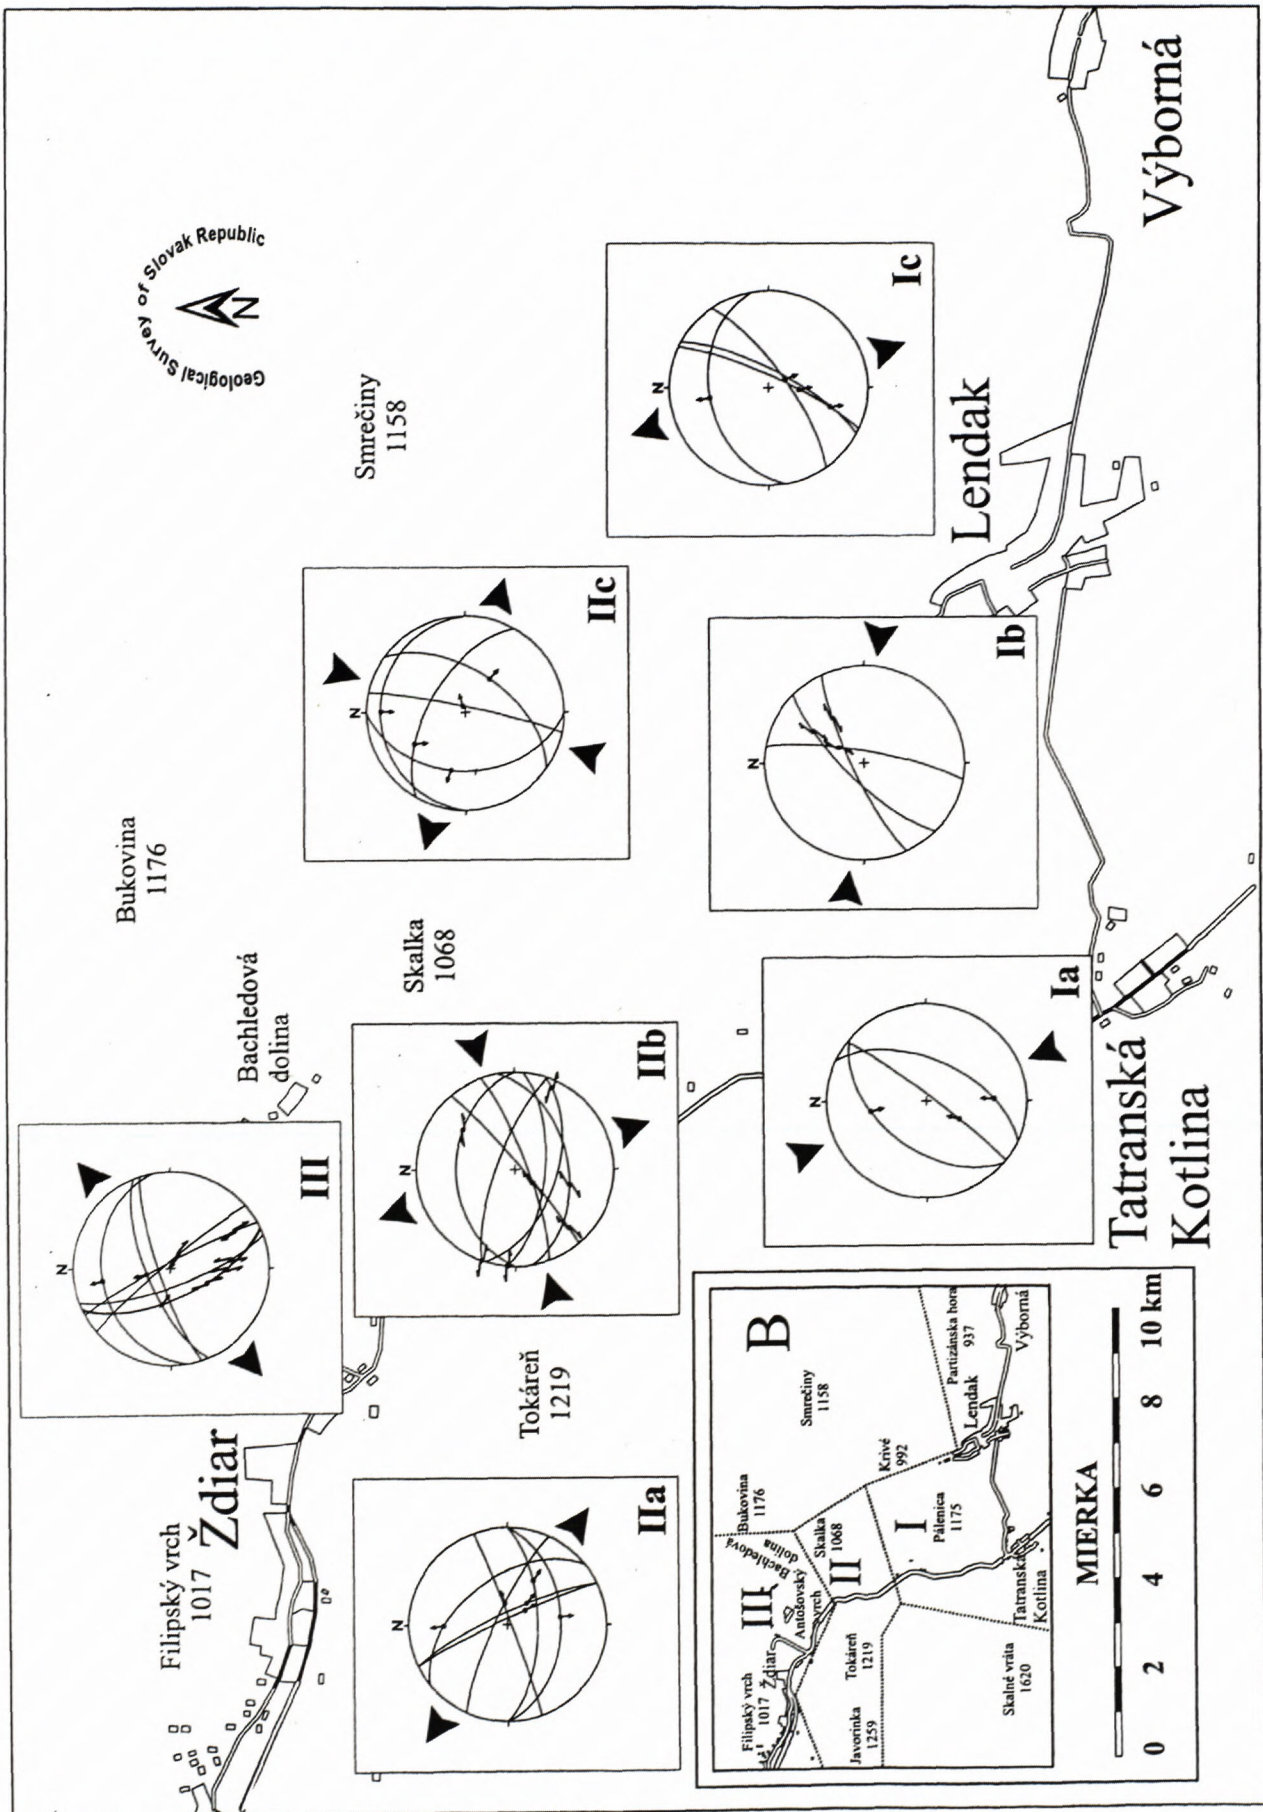 Geological Survey of Slovak Republic
N
Filipský vrch
1017
Ždiar
Bachledová
dolina
Bukovina
1176
Smrečiny
1158
Skalka
1068
Tokáreň
1219
Tatranská
Kotlina
Lendak
Výborná
N
III
N
IIa
N
IIb
N
IIc
N
Ia
N
Ib
N
Ic
B
Filipský vrch
1017
Ždiar
III
Bachledová
dolina
Bukovina
1176
Antošovský
vrch
Skalka
1068
II
Smrečiny
1158
Javorinka
1259
Tokáreň
1219
Krivé
992
I
Pálenica
1175
Partizánska hora
937
Lendak
Skalné vráta
1620
Tatranská
Kotlina
Výborná
MIERKA
0 2 4 6 8 10 km